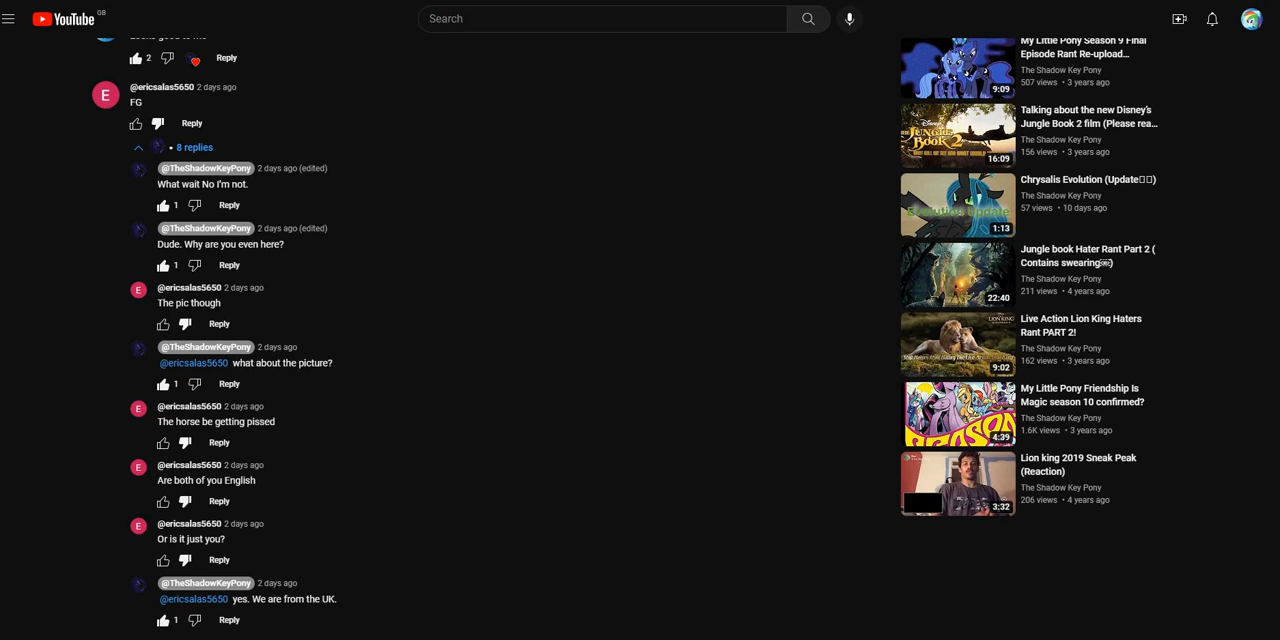 YouTube GB
Search
Looks good to me
2 Reply
@ericsalas5650 2 days ago
FG
Reply
• 8 replies
@TheShadowKeyPony 2 days ago (edited)
What wait No I'm not.
1 Reply
@TheShadowKeyPony 2 days ago (edited)
Dude. Why are you even here?
1 Reply
@ericsalas5650 2 days ago
The pic though
Reply
@TheShadowKeyPony 2 days ago
@ericsalas5650 what about the picture?
1 Reply
@ericsalas5650 2 days ago
The horse be getting pissed
Reply
@ericsalas5650 2 days ago
Are both of you English
Reply
@ericsalas5650 2 days ago
Or is it just you?
Reply
@TheShadowKeyPony 2 days ago
@ericsalas5650 yes. We are from the UK.
1 Reply
My Little Pony Season 9 Final
Episode Rant Re-upload...
The Shadow Key Pony
507 views • 3 years ago
9:09
Talking about the new Disney's
Jungle Book 2 film (Please rea...
The Shadow Key Pony
156 views • 3 years ago
Disney
JUNGLE
BOOK 2
16:09
Chrysalis Evolution (Update▯▯)
The Shadow Key Pony
57 views • 10 days ago
Evolution Update
1:13
Jungle book Hater Rant Part 2 (
Contains swearing)
The Shadow Key Pony
211 views • 4 years ago
22:40
Live Action Lion King Haters
Rant PART 2!
The Shadow Key Pony
162 views • 3 years ago
9:02
My Little Pony Friendship Is
Magic season 10 confirmed?
The Shadow Key Pony
1.6K views • 3 years ago
4:39
Lion king 2019 Sneak Peak
(Reaction)
The Shadow Key Pony
206 views • 4 years ago
3:32